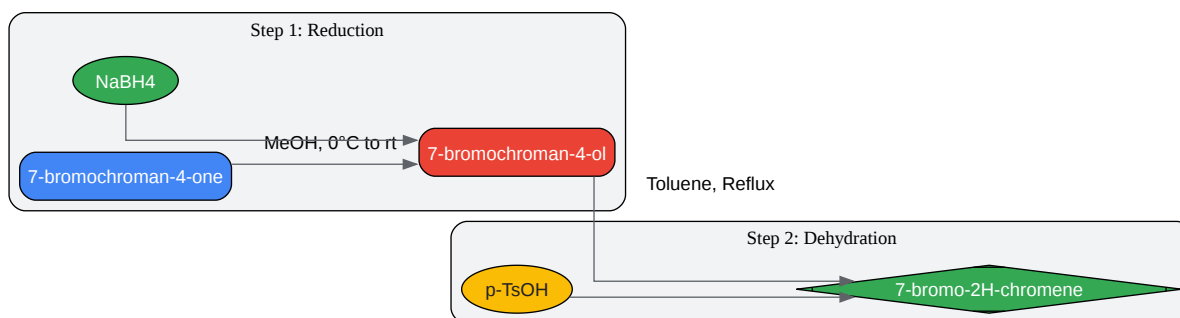 Step 1: Reduction
NaBH4
MeOH, 0°C to rt
7-bromochroman-4-one
7-bromochroman-4-ol
Toluene, Reflux
Step 2: Dehydration
p-TsOH
7-bromo-2H-chromene